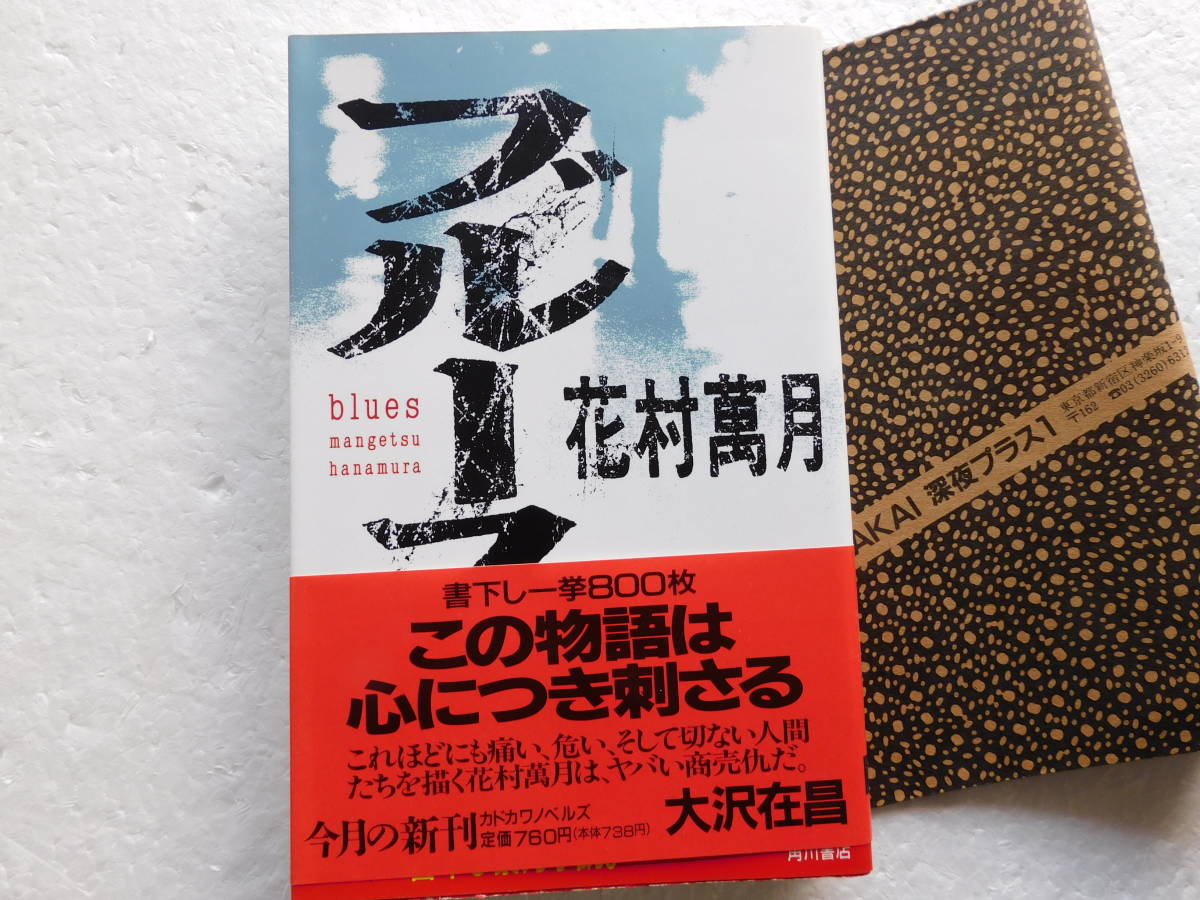 ブルース
花村萬月
blues
mangetsu
hanamura
書下し一挙800枚
この物語は
心につき刺さる
これほどにも痛い、危い、そして切ない人間
たちを描く花村萬月は、ヤバい商売仇だ。
大沢在昌
今月の新刊
カドカワノベルズ
定価760円(本体738円)
角川書店
AKAI 深夜プラス1
東京都新宿区神楽坂1-
〒162 ☎03(3260)631